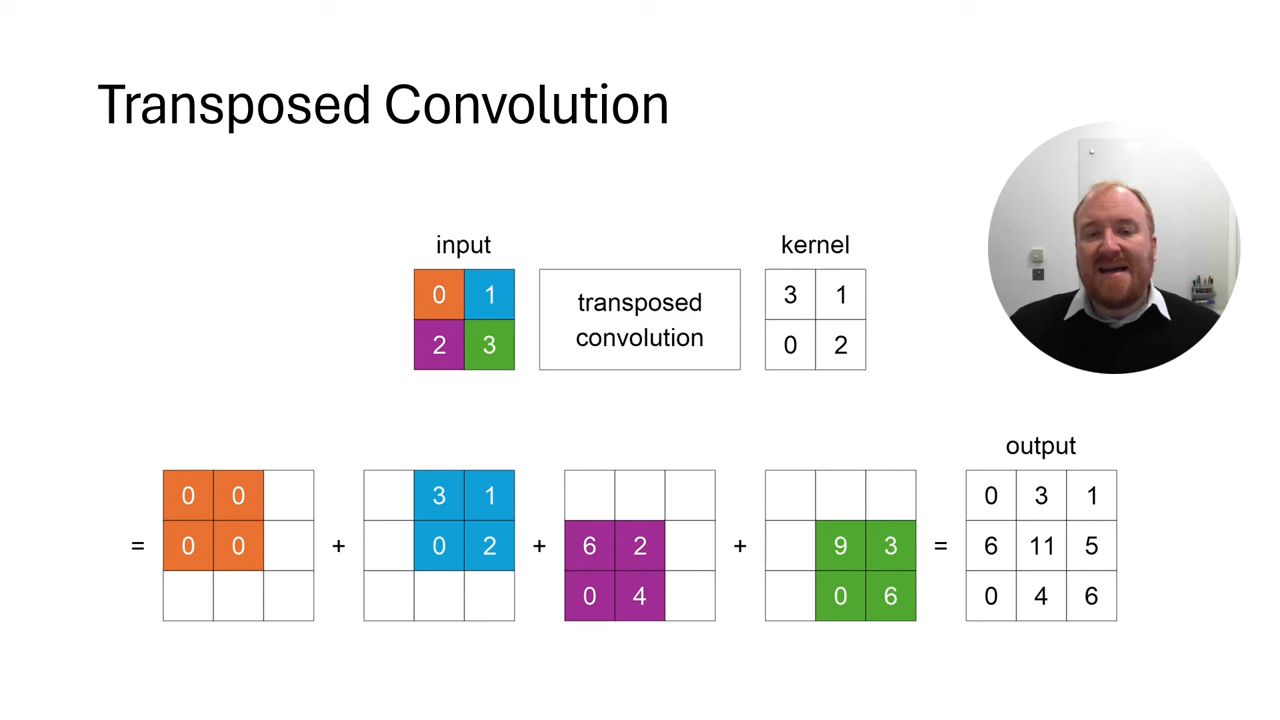 Transposed Convolution
input
kernel
0 1
2 3
transposed
convolution
3 1
0 2
output
= 0 0 + 3 1 + 6 2 + 9 3 = 0 3 1
0 0 0 2 0 4 0 6 6 11 5
0 4 6